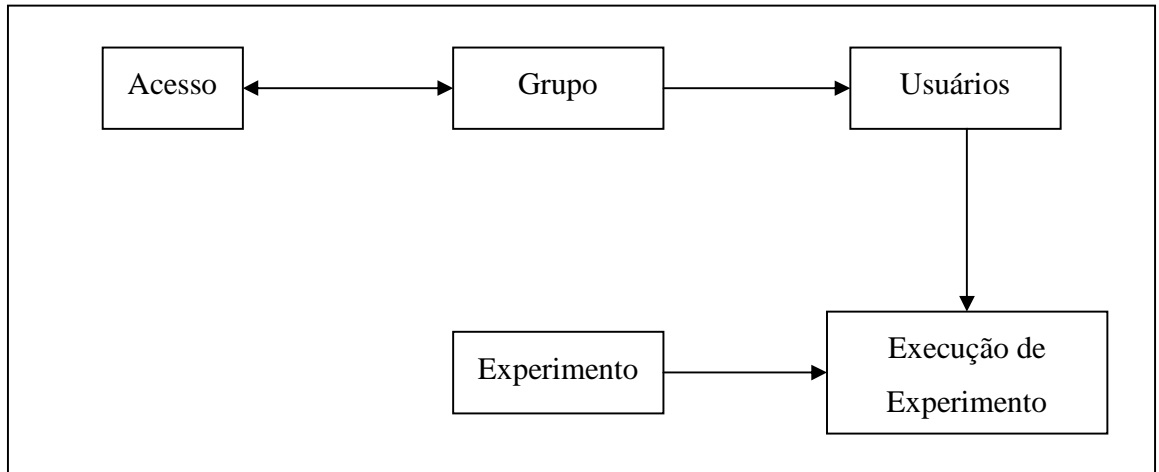 Acesso
Grupo
Usuários
Experimento
Execução de
Experimento